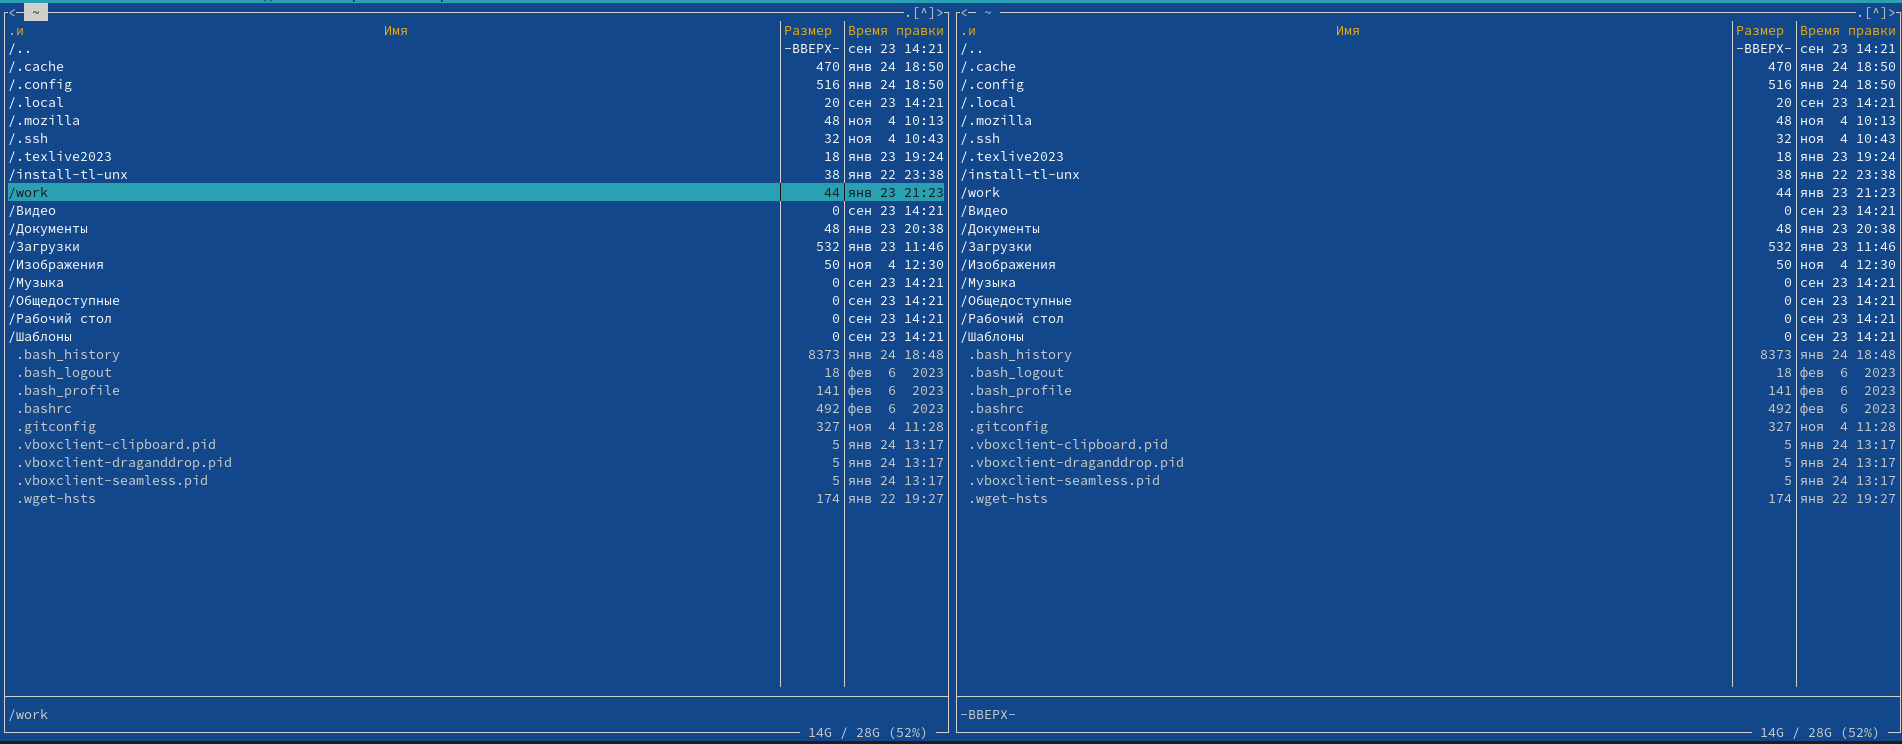 <─ ~ ─.[^]>
.и Имя Размер Время правки
/.. -ВВЕРХ- сен 23 14:21
/.cache 470 янв 24 18:50
/.config 516 янв 24 18:50
/.local 20 сен 23 14:21
/.mozilla 48 ноя 4 10:13
/.ssh 32 ноя 4 10:43
/.texlive2023 18 янв 23 19:24
/install-tl-unx 38 янв 22 23:38
/work 44 янв 23 21:23
/Видео 0 сен 23 14:21
/Документы 48 янв 23 20:38
/Загрузки 532 янв 23 11:46
/Изображения 50 ноя 4 12:30
/Музыка 0 сен 23 14:21
/Общедоступные 0 сен 23 14:21
/Рабочий стол 0 сен 23 14:21
/Шаблоны 0 сен 23 14:21
.bash_history 8373 янв 24 18:48
.bash_logout 18 фев 6 2023
.bash_profile 141 фев 6 2023
.bashrc 492 фев 6 2023
.gitconfig 327 ноя 4 11:28
.vboxclient-clipboard.pid 5 янв 24 13:17
.vboxclient-draganddrop.pid 5 янв 24 13:17
.vboxclient-seamless.pid 5 янв 24 13:17
.wget-hsts 174 янв 22 19:27
/work
14G / 28G (52%)
<─ ~ ─.[^]>
.и Имя Размер Время правки
/.. -ВВЕРХ- сен 23 14:21
/.cache 470 янв 24 18:50
/.config 516 янв 24 18:50
/.local 20 сен 23 14:21
/.mozilla 48 ноя 4 10:13
/.ssh 32 ноя 4 10:43
/.texlive2023 18 янв 23 19:24
/install-tl-unx 38 янв 22 23:38
/work 44 янв 23 21:23
/Видео 0 сен 23 14:21
/Документы 48 янв 23 20:38
/Загрузки 532 янв 23 11:46
/Изображения 50 ноя 4 12:30
/Музыка 0 сен 23 14:21
/Общедоступные 0 сен 23 14:21
/Рабочий стол 0 сен 23 14:21
/Шаблоны 0 сен 23 14:21
.bash_history 8373 янв 24 18:48
.bash_logout 18 фев 6 2023
.bash_profile 141 фев 6 2023
.bashrc 492 фев 6 2023
.gitconfig 327 ноя 4 11:28
.vboxclient-clipboard.pid 5 янв 24 13:17
.vboxclient-draganddrop.pid 5 янв 24 13:17
.vboxclient-seamless.pid 5 янв 24 13:17
.wget-hsts 174 янв 22 19:27
-ВВЕРХ-
14G / 28G (52%)